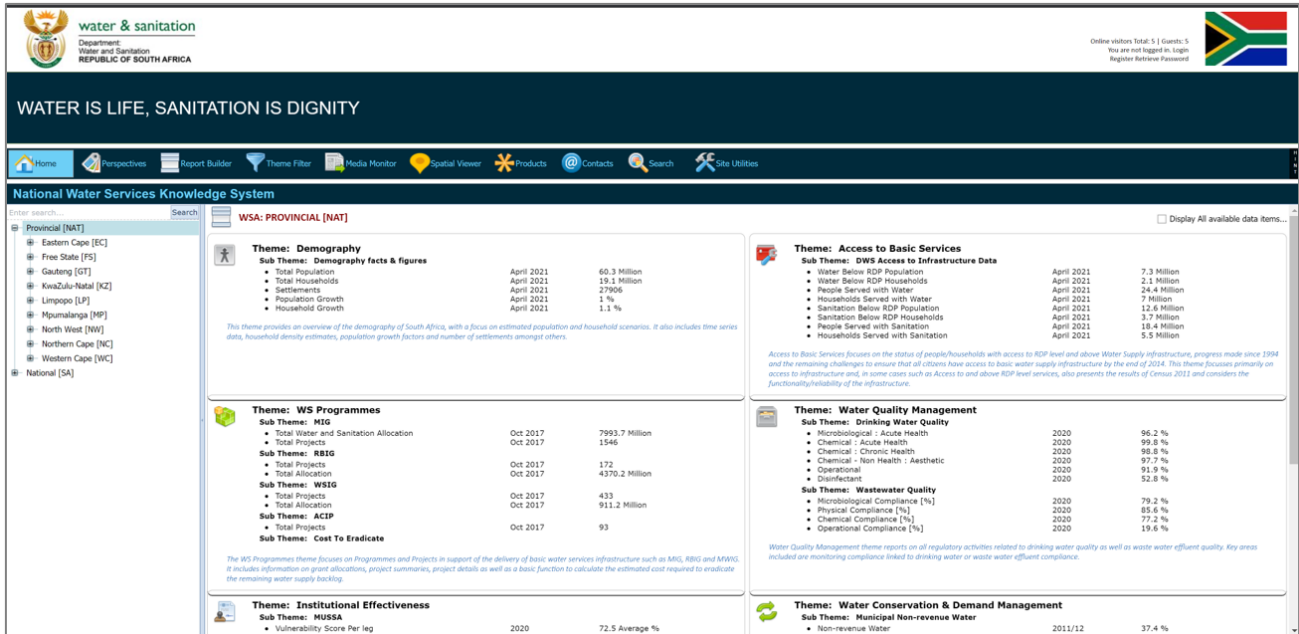 water & sanitation
Department:
Water and Sanitation
REPUBLIC OF SOUTH AFRICA
Online visitors Total: 5 | Guests: 5
You are not logged in. Login
Register Retrieve Password
WATER IS LIFE, SANITATION IS DIGNITY
Home Perspectives Report Builder Theme Filter Media Monitor Spatial Viewer Products Contacts Search Site Utilities
HINT
National Water Services Knowledge System
Enter search... Search
Provincial [NAT]
Eastern Cape [EC]
Free State [FS]
Gauteng [GT]
KwaZulu-Natal [KZ]
Limpopo [LP]
Mpumalanga [MP]
North West [NW]
Northern Cape [NC]
Western Cape [WC]
National [SA]
WSA: PROVINCIAL [NAT]
Display All available data items...
Theme: Demography
Sub Theme: Demography facts & figures
Total Population April 2021 60.3 Million
Total Households April 2021 19.1 Million
Settlements April 2021 27906
Population Growth April 2021 1 %
Household Growth April 2021 1.1 %
This theme provides an overview of the demography of South Africa, with a focus on estimated population and household scenarios. It also includes time series
data, household density estimates, population growth factors and number of settlements amongst others.
Theme: Access to Basic Services
Sub Theme: DWS Access to Infrastructure Data
Water Below RDP Population April 2021 7.3 Million
Water Below RDP Households April 2021 2.1 Million
People Served with Water April 2021 24.4 Million
Households Served with Water April 2021 7 Million
Sanitation Below RDP Population April 2021 12.6 Million
Sanitation Below RDP Households April 2021 3.7 Million
People Served with Sanitation April 2021 18.4 Million
Households Served with Sanitation April 2021 5.5 Million
Access to Basic Services focuses on the status of people/households with access to RDP level and above Water Supply infrastructure, progress made since 1994
and the remaining challenges to ensure that all citizens have access to basic water supply infrastructure by the end of 2014. This theme focusses primarily on
access to infrastructure and, in some cases such as Access to and above RDP level services, also presents the results of Census 2011 and considers the
functionality/reliability of the infrastructure.
Theme: WS Programmes
Sub Theme: MIG
Total Water and Sanitation Allocation Oct 2017 7993.7 Million
Total Projects Oct 2017 1546
Sub Theme: RBIG
Total Projects Oct 2017 172
Total Allocation Oct 2017 4370.2 Million
Sub Theme: WSIG
Total Projects Oct 2017 433
Total Allocation Oct 2017 911.2 Million
Sub Theme: ACIP
Total Projects Oct 2017 93
Sub Theme: Cost To Eradicate
The WS Programmes theme focuses on Programmes and Projects in support of the delivery of basic water services infrastructure such as MIG, RBIG and MWIG.
It includes information on grant allocations, project summaries, project details as well as a basic function to calculate the estimated cost required to eradicate
the remaining water supply backlog.
Theme: Water Quality Management
Sub Theme: Drinking Water Quality
Microbiological : Acute Health 2020 96.2 %
Chemical : Acute Health 2020 99.8 %
Chemical : Chronic Health 2020 98.8 %
Chemical - Non Health : Aesthetic 2020 97.7 %
Operational 2020 91.9 %
Disinfectant 2020 52.8 %
Sub Theme: Wastewater Quality
Microbiological Compliance [%] 2020 79.2 %
Physical Compliance [%] 2020 85.6 %
Chemical Compliance [%] 2020 77.2 %
Operational Compliance [%] 2020 19.6 %
Water Quality Management theme reports on all regulatory activities related to drinking water quality as well as waste water effluent quality. Key areas
included are monitoring compliance linked to drinking water or waste water effluent compliance.
Theme: Institutional Effectiveness
Sub Theme: MUSSA
Vulnerability Score Per leg 2020 72.5 Average %
Theme: Water Conservation & Demand Management
Sub Theme: Municipal Non-revenue Water
Non-revenue Water 2011/12 37.4 %